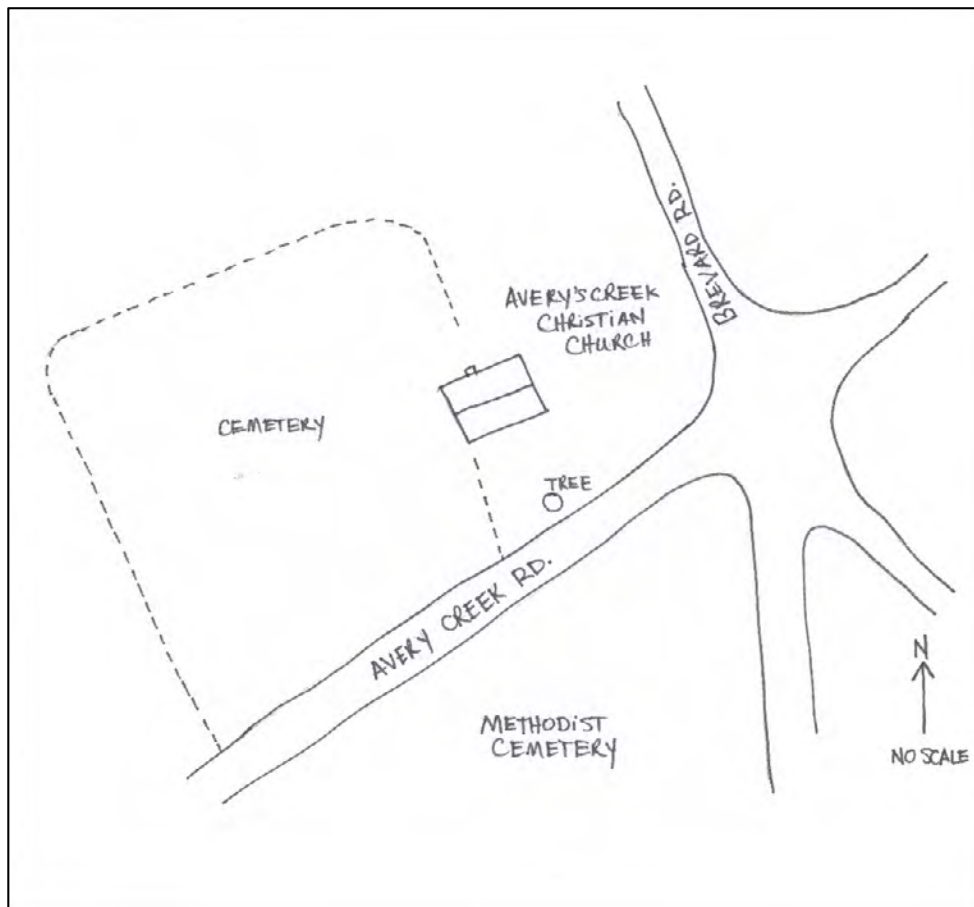 BREVARD RD.
AVERY'S CREEK
CHRISTIAN
CHURCH
CEMETERY
TREE
AVERY CREEK RD.
METHODIST
CEMETERY
N
NO SCALE